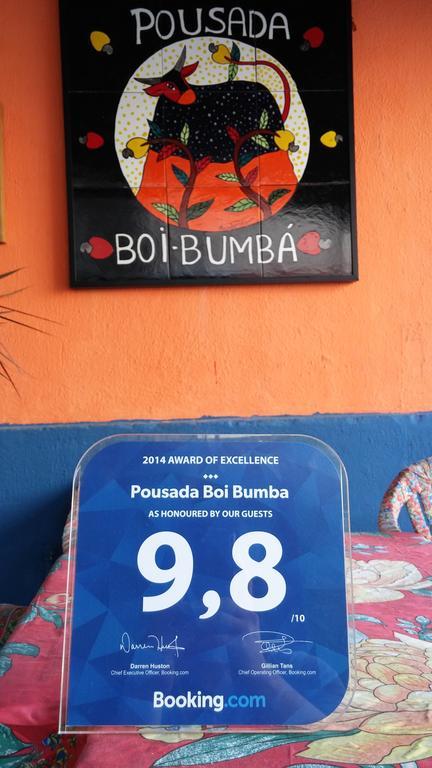 POUSADA
BOI-BUMBÁ
2014 AWARD OF EXCELLENCE
Pousada Boi Bumba
AS HONOURED BY OUR GUESTS
9,8
/10
Darren Huston
Gillian Tans
Chief Executive Officer, Booking.com
Chief Operating Officer, Booking.com
Booking.com